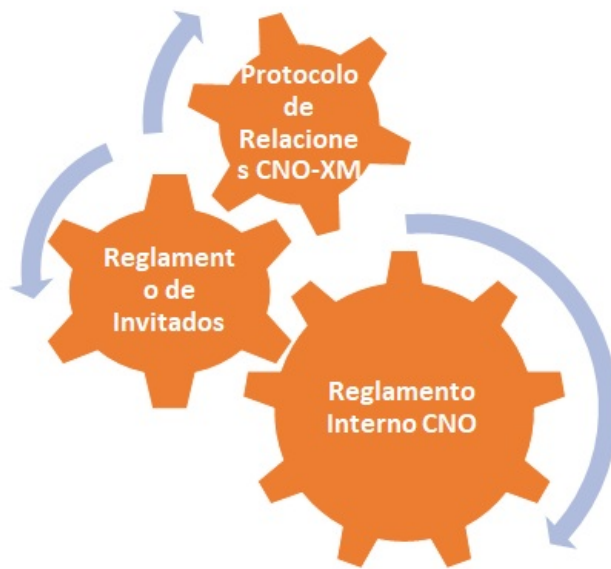 Protocolo
de
Relacione
s CNO-XM
Reglament
o de
Invitados
Reglamento
Interno CNO